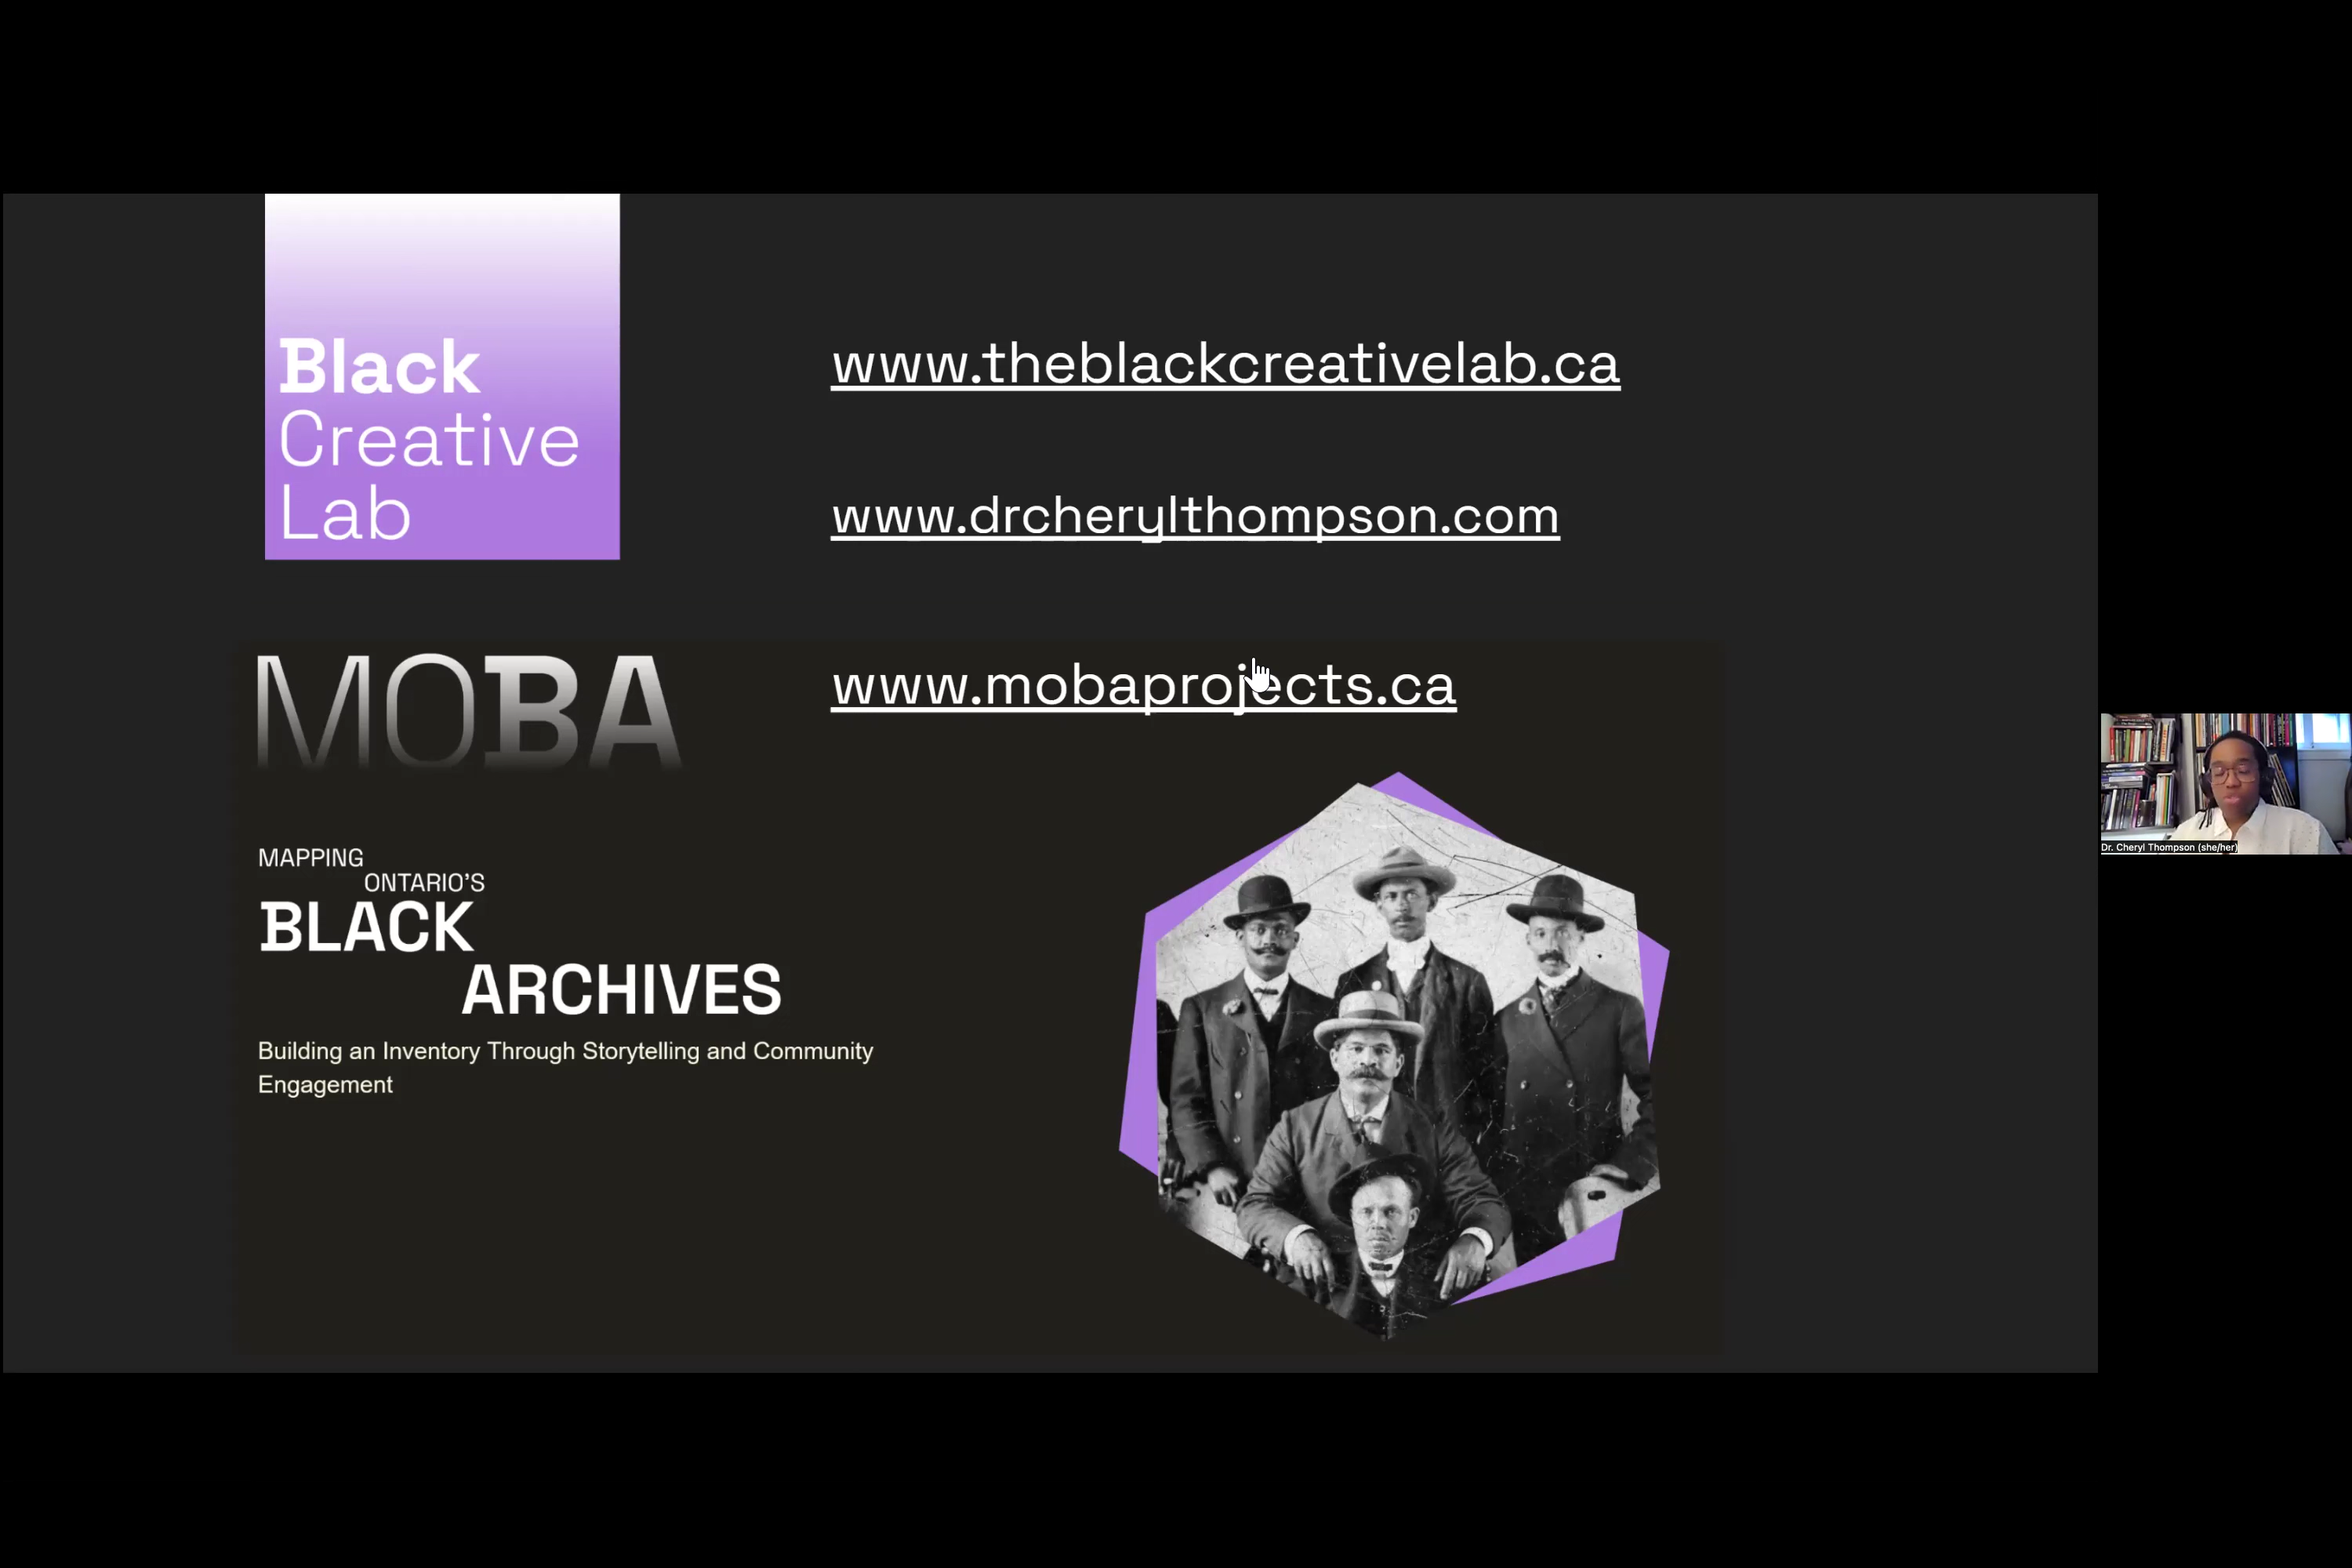 Black
Creative
Lab
www.theblackcreativelab.ca
www.drcherylthompson.com
www.mobaprojects.ca
MOBA
MAPPING
ONTARIO'S
BLACK
ARCHIVES
Building an Inventory Through Storytelling and Community
Engagement
Dr. Cheryl Thompson (she/her)